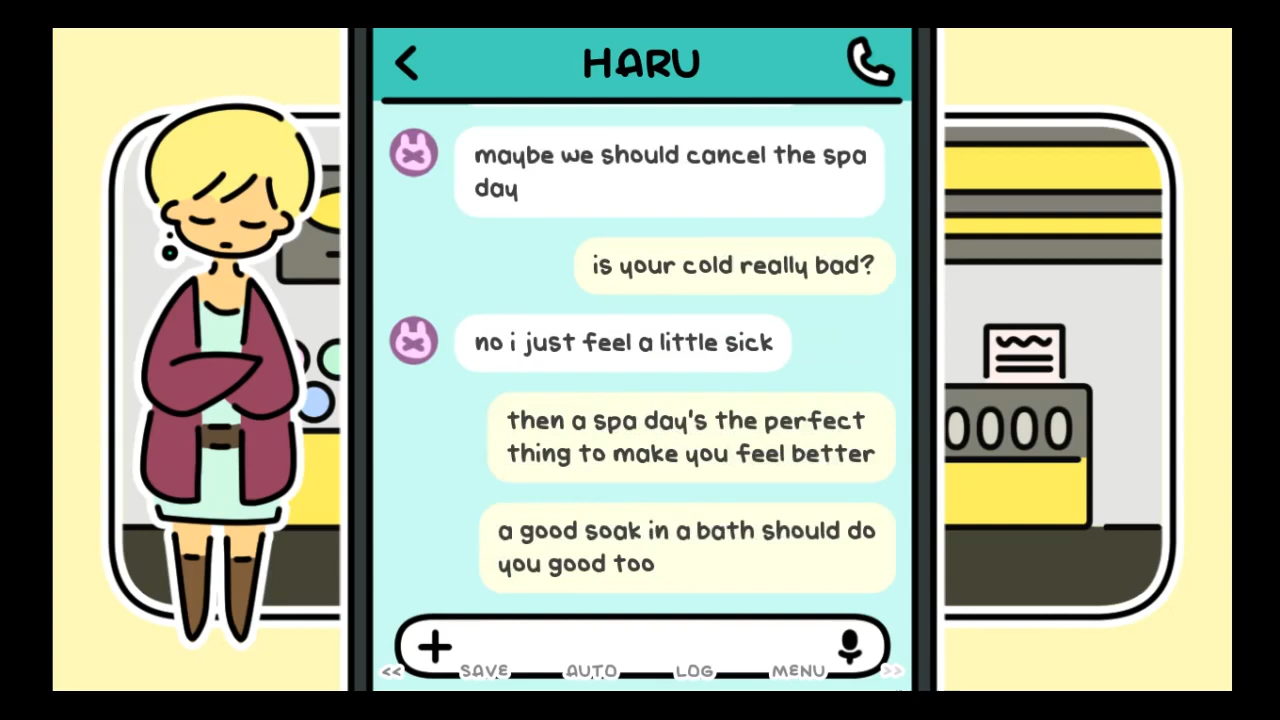 HARU
maybe we should cancel the spa
day
is your cold really bad?
no i just feel a little sick
then a spa day's the perfect
thing to make you feel better
a good soak in a bath should do
you good too
0000
<< SAVE AUTO LOG MENU >>